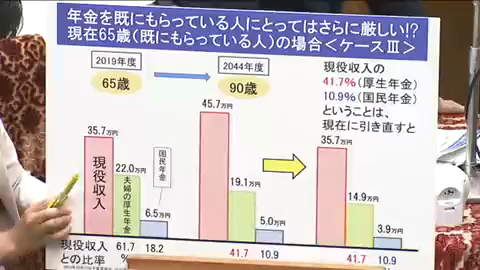 年金を既にもらっている人にとってはさらに厳しい!?
現在65歳(既にもらっている人)の場合<ケースⅢ>
2019年度
65歳
2044年度
90歳
現役収入の
41.7%(厚生年金)
10.9%(国民年金)
ということは、
現在に引き直すと
35.7万円
現役収入
22.0万円
夫婦の厚生年金
国民年金
6.5万円
45.7万円
19.1万円
5.0万円
35.7万円
14.9万円
3.9万円
現役収入
との比率
61.7
%
18.2
41.7
10.9
41.7
10.9